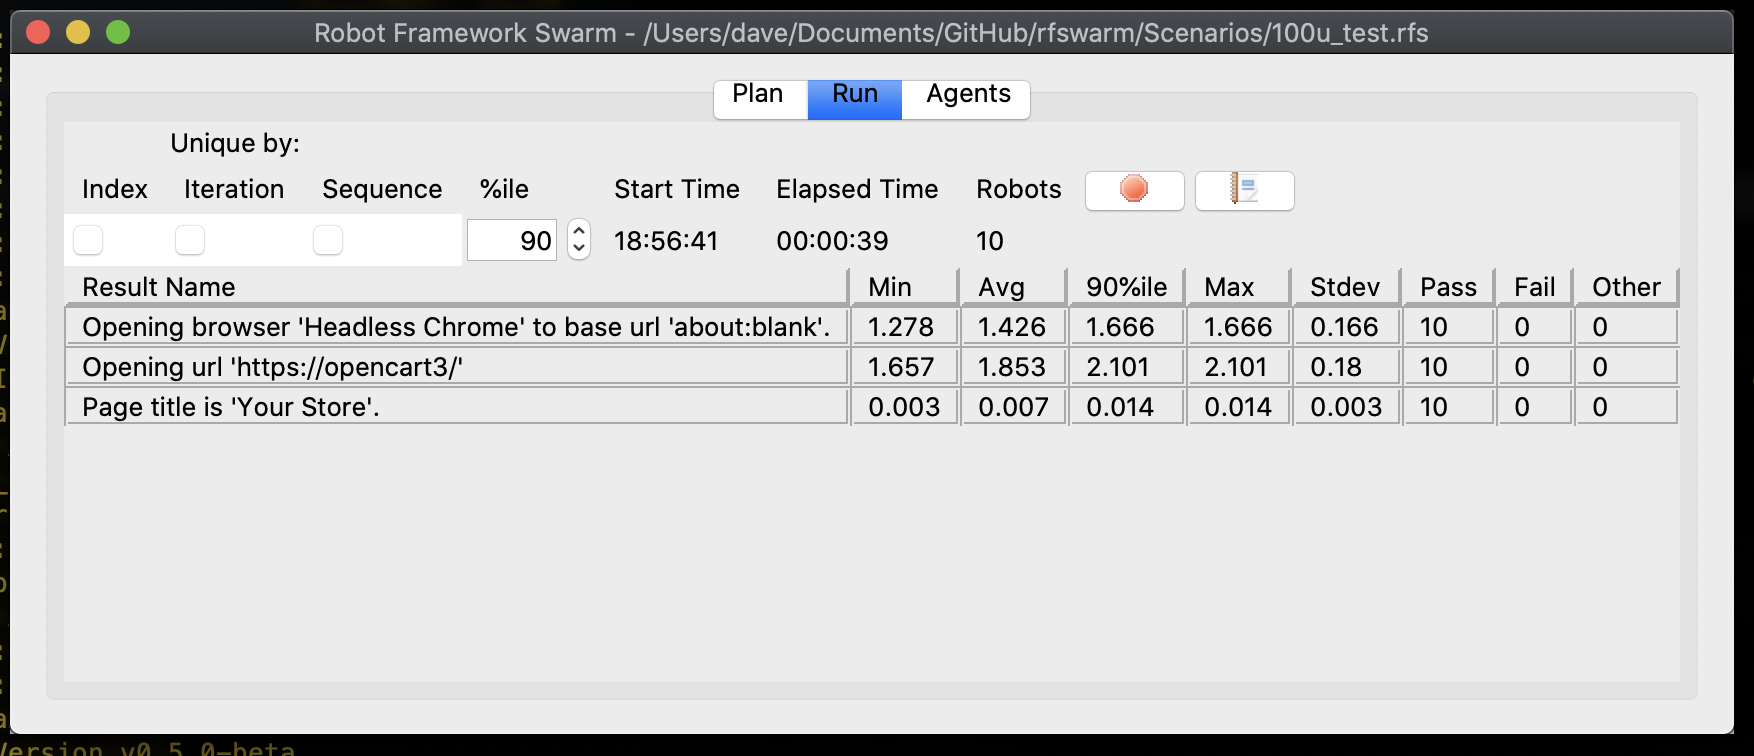 Robot Framework Swarm - /Users/dave/Documents/GitHub/rfswarm/Scenarios/100u_test.rfs
Plan Run Agents
Unique by:
Index Iteration Sequence %ile Start Time Elapsed Time Robots
90 18:56:41 00:00:39 10
Result Name Min Avg 90%ile Max Stdev Pass Fail Other
Opening browser 'Headless Chrome' to base url 'about:blank'. 1.278 1.426 1.666 1.666 0.166 10 0 0
Opening url 'https://opencart3/' 1.657 1.853 2.101 2.101 0.18 10 0 0
Page title is 'Your Store'. 0.003 0.007 0.014 0.014 0.003 10 0 0
Version v0.5.0-beta